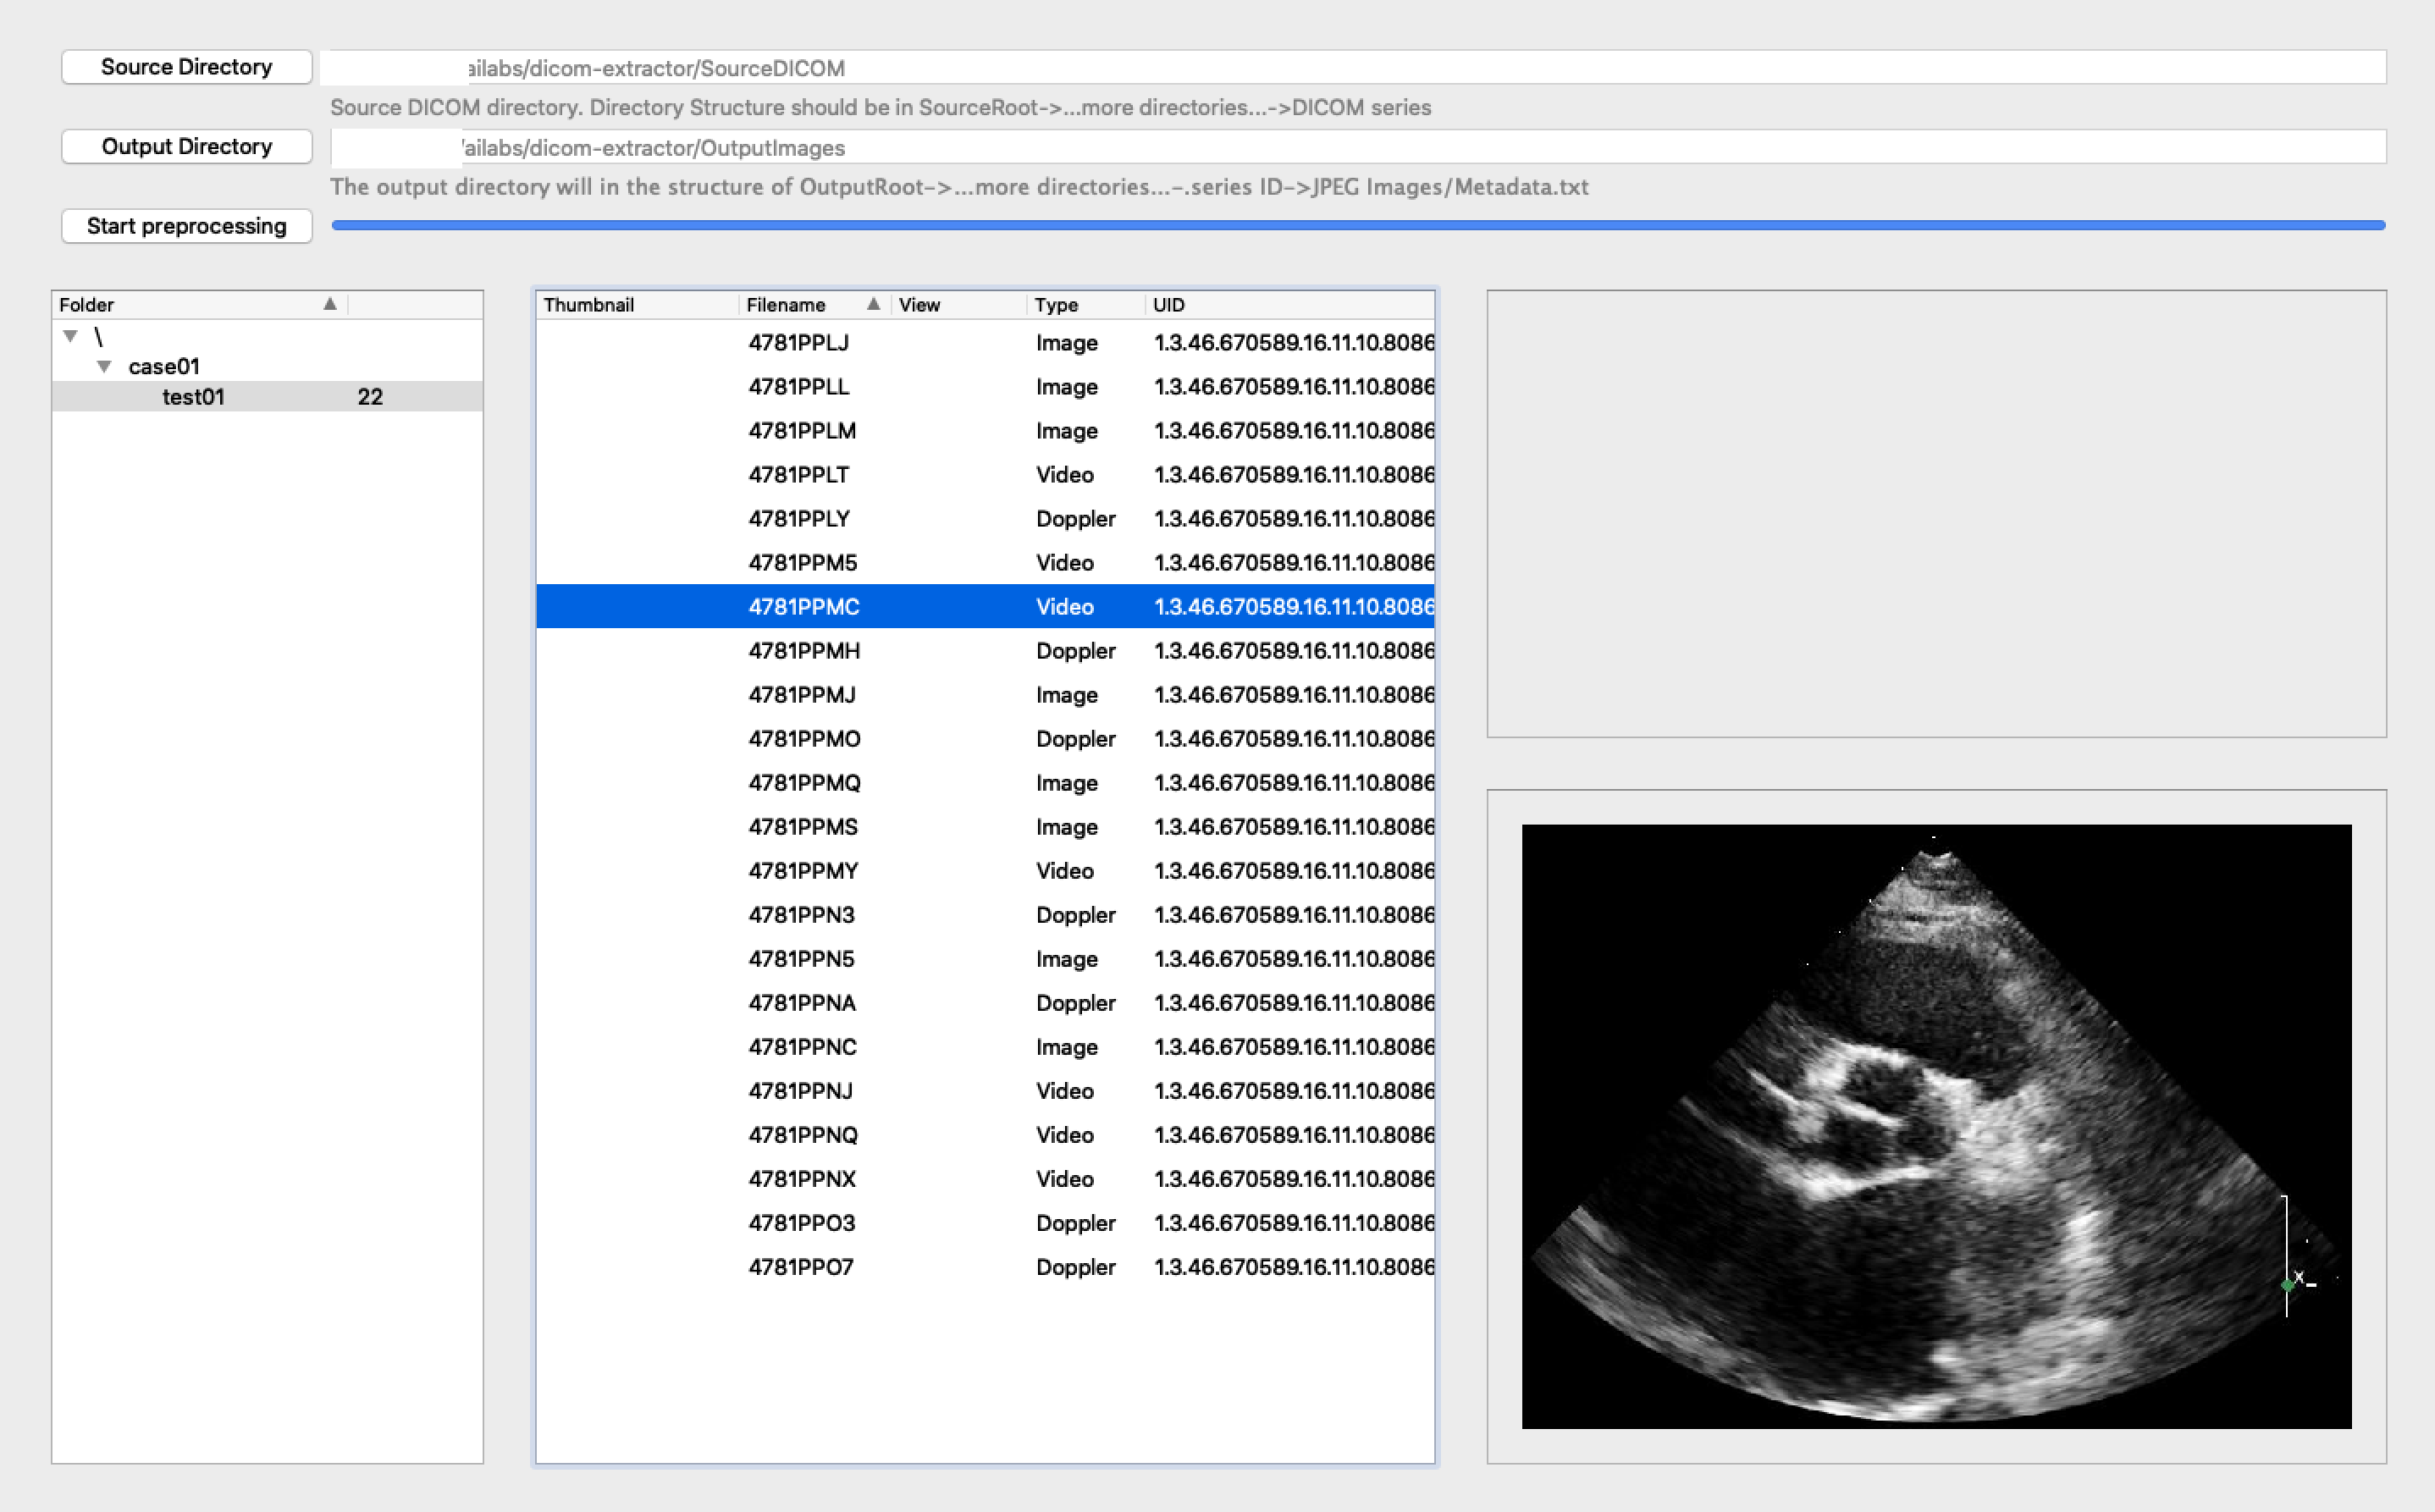 Source Directory ailabs/dicom-extractor/SourceDICOM
Source DICOM directory. Directory Structure should be in SourceRoot->...more directories...->DICOM series
Output Directory /ailabs/dicom-extractor/OutputImages
The output directory will in the structure of OutputRoot->...more directories...-.series ID->JPEG Images/Metadata.txt
Start preprocessing
Folder
\
case01
test01 22
Thumbnail Filename View Type UID
4781PPLJ Image 1.3.46.670589.16.11.10.8086
4781PPLL Image 1.3.46.670589.16.11.10.8086
4781PPLM Image 1.3.46.670589.16.11.10.8086
4781PPLT Video 1.3.46.670589.16.11.10.8086
4781PPLY Doppler 1.3.46.670589.16.11.10.8086
4781PPM5 Video 1.3.46.670589.16.11.10.8086
4781PPMC Video 1.3.46.670589.16.11.10.8086
4781PPMH Doppler 1.3.46.670589.16.11.10.8086
4781PPMJ Image 1.3.46.670589.16.11.10.8086
4781PPMO Doppler 1.3.46.670589.16.11.10.8086
4781PPMQ Image 1.3.46.670589.16.11.10.8086
4781PPMS Image 1.3.46.670589.16.11.10.8086
4781PPMY Video 1.3.46.670589.16.11.10.8086
4781PPN3 Doppler 1.3.46.670589.16.11.10.8086
4781PPN5 Image 1.3.46.670589.16.11.10.8086
4781PPNA Doppler 1.3.46.670589.16.11.10.8086
4781PPNC Image 1.3.46.670589.16.11.10.8086
4781PPNJ Video 1.3.46.670589.16.11.10.8086
4781PPNQ Video 1.3.46.670589.16.11.10.8086
4781PPNX Video 1.3.46.670589.16.11.10.8086
4781PPO3 Doppler 1.3.46.670589.16.11.10.8086
4781PPO7 Doppler 1.3.46.670589.16.11.10.8086
x